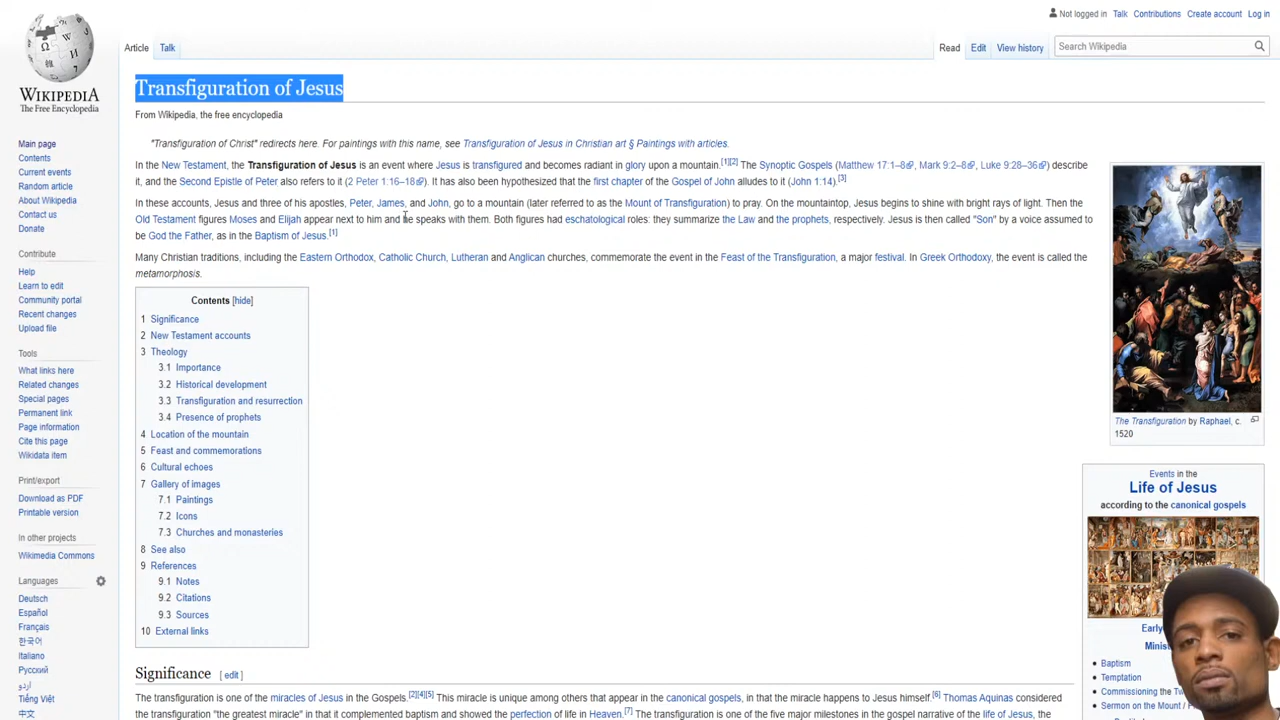 Not logged in Talk Contributions Create account Log in
Article Talk
Read Edit View history
Search Wikipedia
WIKIPEDIA
The Free Encyclopedia
Main page
Contents
Current events
Random article
About Wikipedia
Contact us
Donate
Contribute
Help
Learn to edit
Community portal
Recent changes
Upload file
Tools
What links here
Related changes
Special pages
Permanent link
Page information
Cite this page
Wikidata item
Print/export
Download as PDF
Printable version
In other projects
Wikimedia Commons
Languages
Deutsch
Español
Français
한국어
Italiano
Русский
اردو
Tiếng Việt
中文
Transfiguration of Jesus
From Wikipedia, the free encyclopedia
"Transfiguration of Christ" redirects here. For paintings with this name, see Transfiguration of Jesus in Christian art § Paintings with articles.
In the New Testament, the Transfiguration of Jesus is an event where Jesus is transfigured and becomes radiant in glory upon a mountain.[1][2] The Synoptic Gospels (Matthew 17:1–8, Mark 9:2–8, Luke 9:28–36) describe
it, and the Second Epistle of Peter also refers to it (2 Peter 1:16–18). It has also been hypothesized that the first chapter of the Gospel of John alludes to it (John 1:14).[3]
In these accounts, Jesus and three of his apostles, Peter, James, and John, go to a mountain (later referred to as the Mount of Transfiguration) to pray. On the mountaintop, Jesus begins to shine with bright rays of light. Then the
Old Testament figures Moses and Elijah appear next to him and he speaks with them. Both figures had eschatological roles: they summarize the Law and the prophets, respectively. Jesus is then called "Son" by a voice assumed to
be God the Father, as in the Baptism of Jesus.[1]
Many Christian traditions, including the Eastern Orthodox, Catholic Church, Lutheran and Anglican churches, commemorate the event in the Feast of the Transfiguration, a major festival. In Greek Orthodoxy, the event is called the
metamorphosis.
Contents [hide]
1 Significance
2 New Testament accounts
3 Theology
3.1 Importance
3.2 Historical development
3.3 Transfiguration and resurrection
3.4 Presence of prophets
4 Location of the mountain
5 Feast and commemorations
6 Cultural echoes
7 Gallery of images
7.1 Paintings
7.2 Icons
7.3 Churches and monasteries
8 See also
9 References
9.1 Notes
9.2 Citations
9.3 Sources
10 External links
Significance [ edit ]
The transfiguration is one of the miracles of Jesus in the Gospels.[2][4][5] This miracle is unique among others that appear in the canonical gospels, in that the miracle happens to Jesus himself.[6] Thomas Aquinas considered
the transfiguration "the greatest miracle" in that it complemented baptism and showed the perfection of life in Heaven.[7] The transfiguration is one of the five major milestones in the gospel narrative of the life of Jesus, the
The Transfiguration by Raphael, c.
1520
Events in the
Life of Jesus
according to the canonical gospels
Early
Minist
Baptism
Temptation
Commissioning the Tw
Sermon on the Mount /